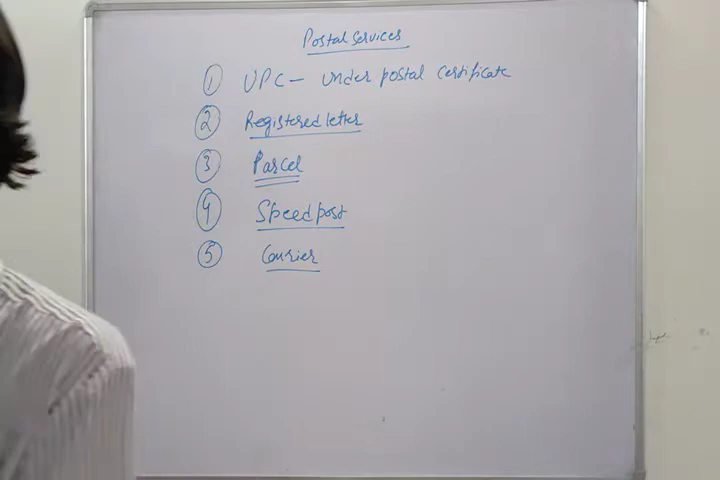 Postal Services
① UPC — Under postal certificate
② Registered letter
③ Parcel
④ Speed post
⑤ Courier